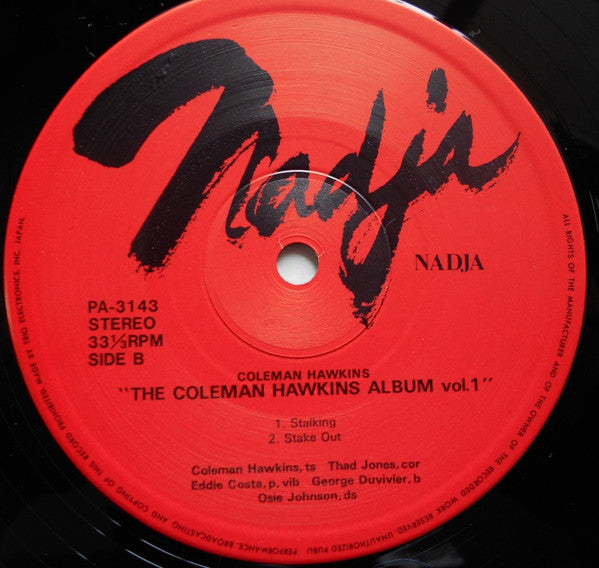 Nadja
NADJA
PA-3143
STEREO
33⅓RPM
SIDE B
COLEMAN HAWKINS
"THE COLEMAN HAWKINS ALBUM vol.1"
1. Stalking
2. Stake Out
Coleman Hawkins, ts Thad Jones, cor
Eddie Costa, p. vib George Duvivier, b
Osie Johnson, ds
ALL RIGHTS OF THE MANUFACTURER AND OF THE OWNER OF THE RECORDED WORK RESERVED. UNAUTHORIZED PUBLIC PERFORMANCE, BROADCASTING AND COPYING OF THIS RECORD PROHIBITED. MADE BY TRIO ELECTRONICS, INC. JAPAN.